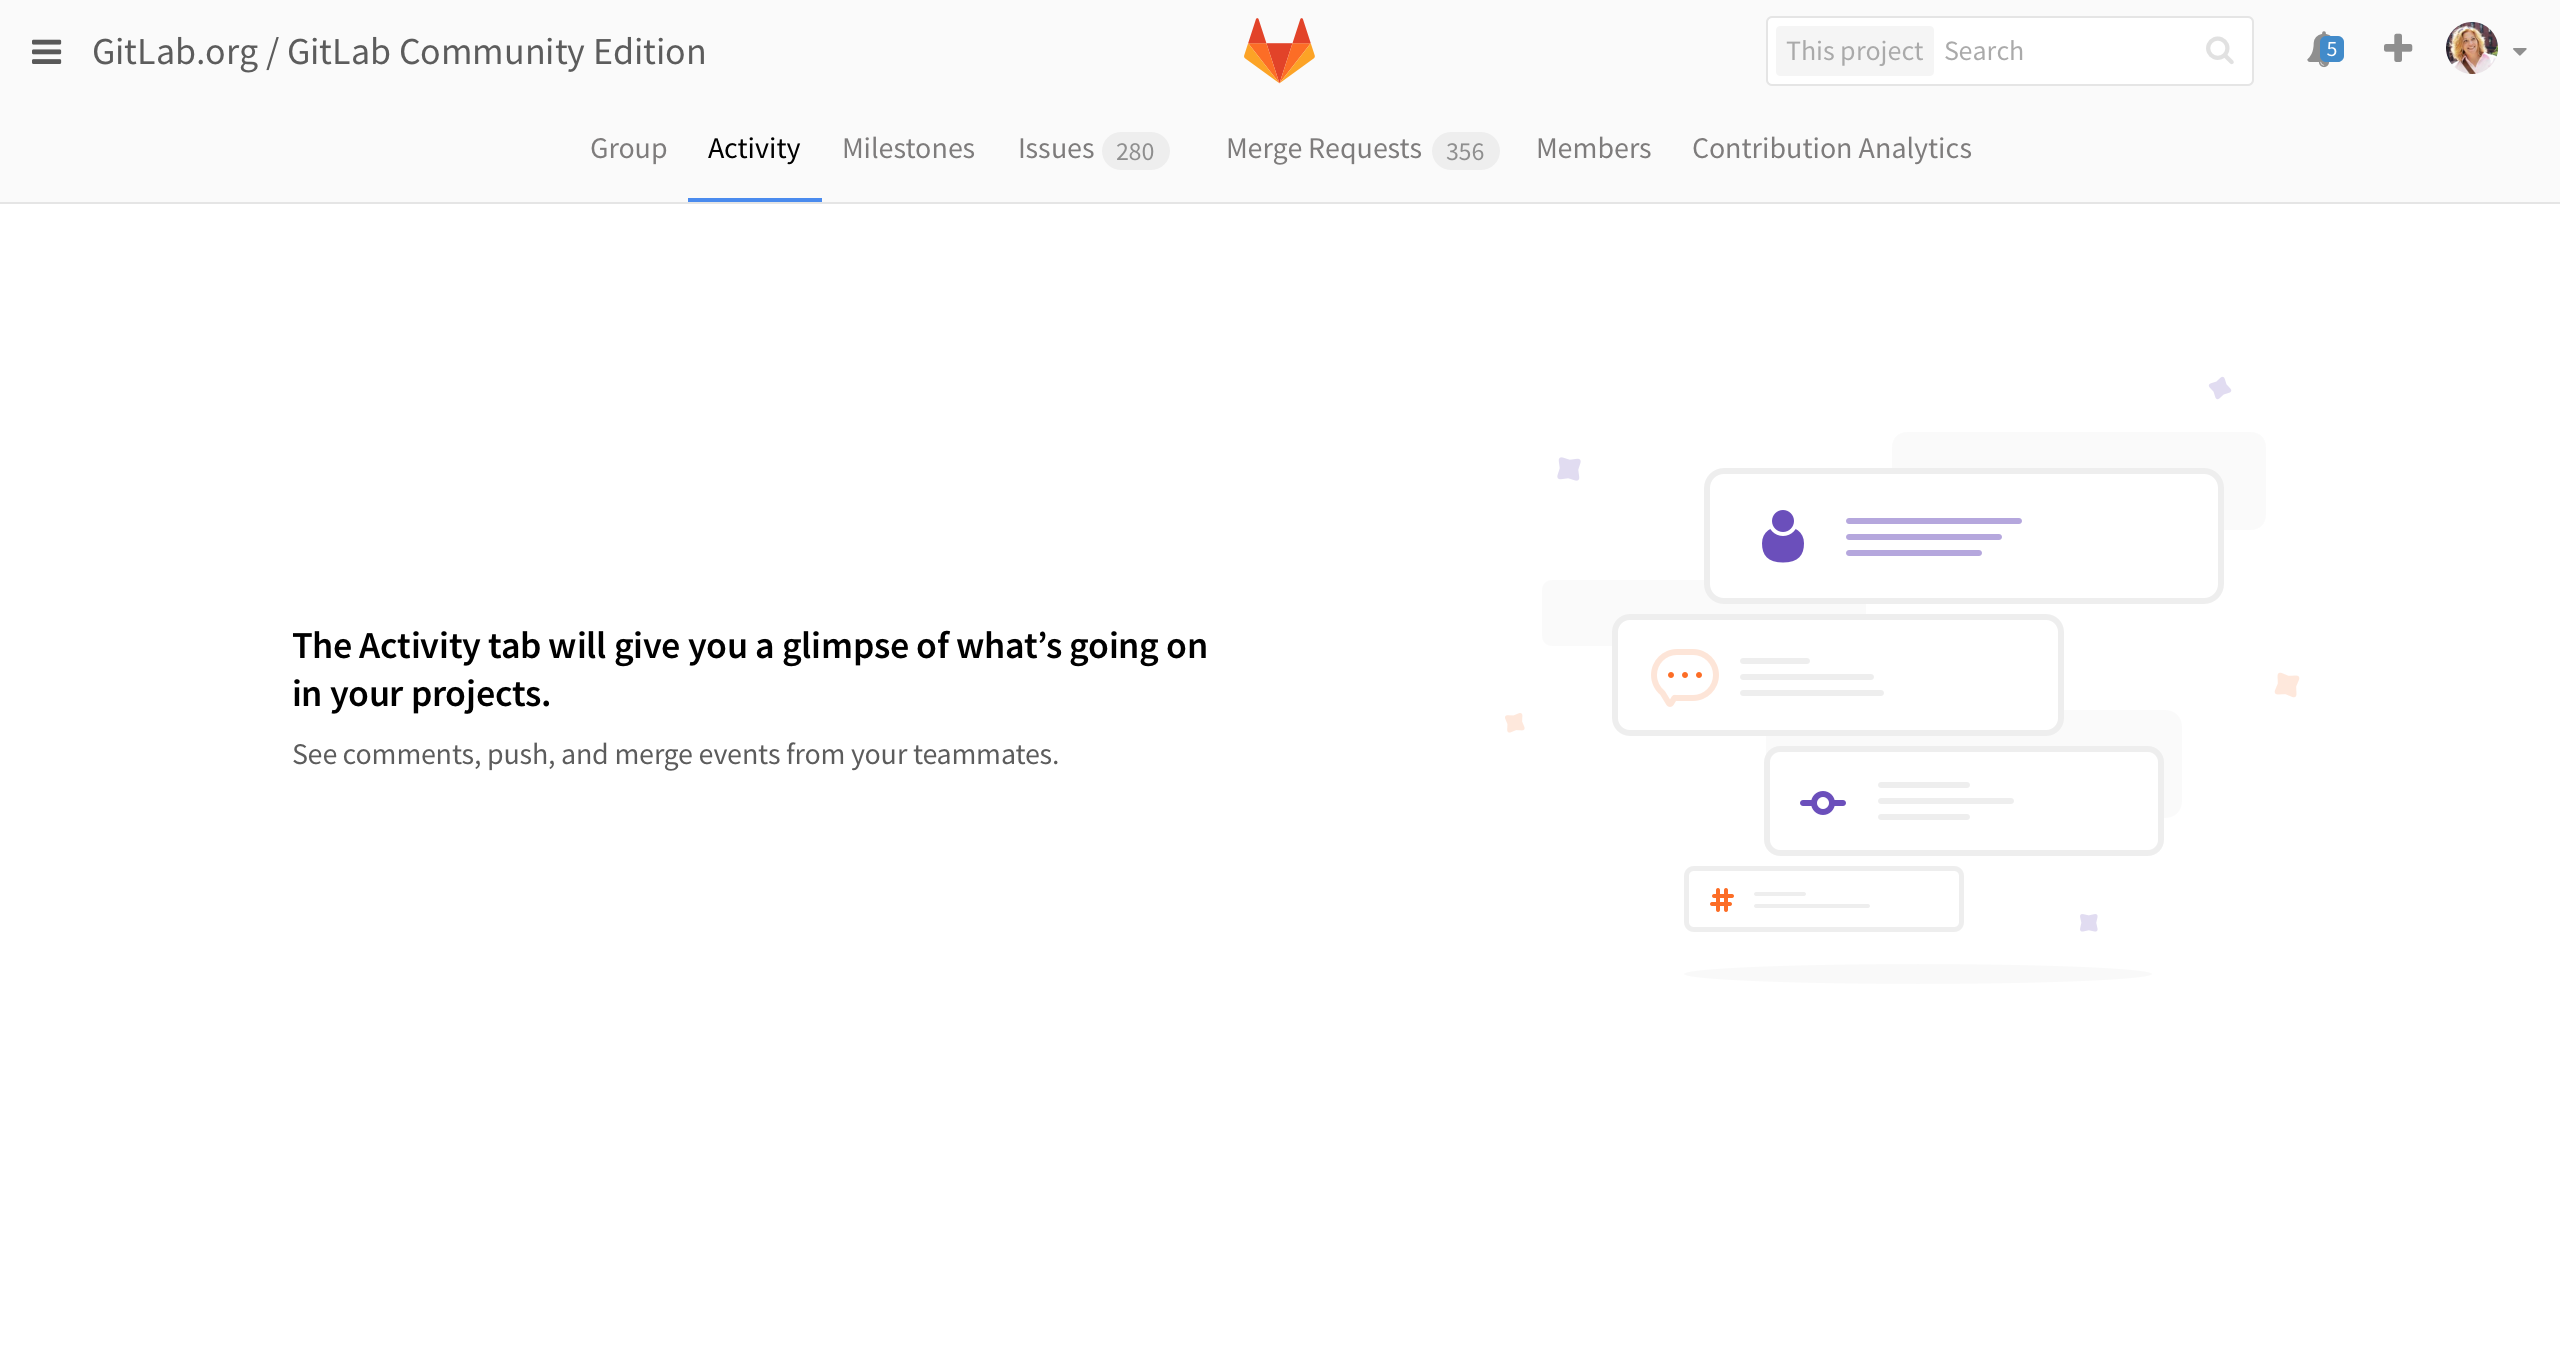 GitLab.org / GitLab Community Edition
This project Search
5
Group Activity Milestones Issues 280 Merge Requests 356 Members Contribution Analytics
The Activity tab will give you a glimpse of what’s going on
in your projects.
See comments, push, and merge events from your teammates.
#